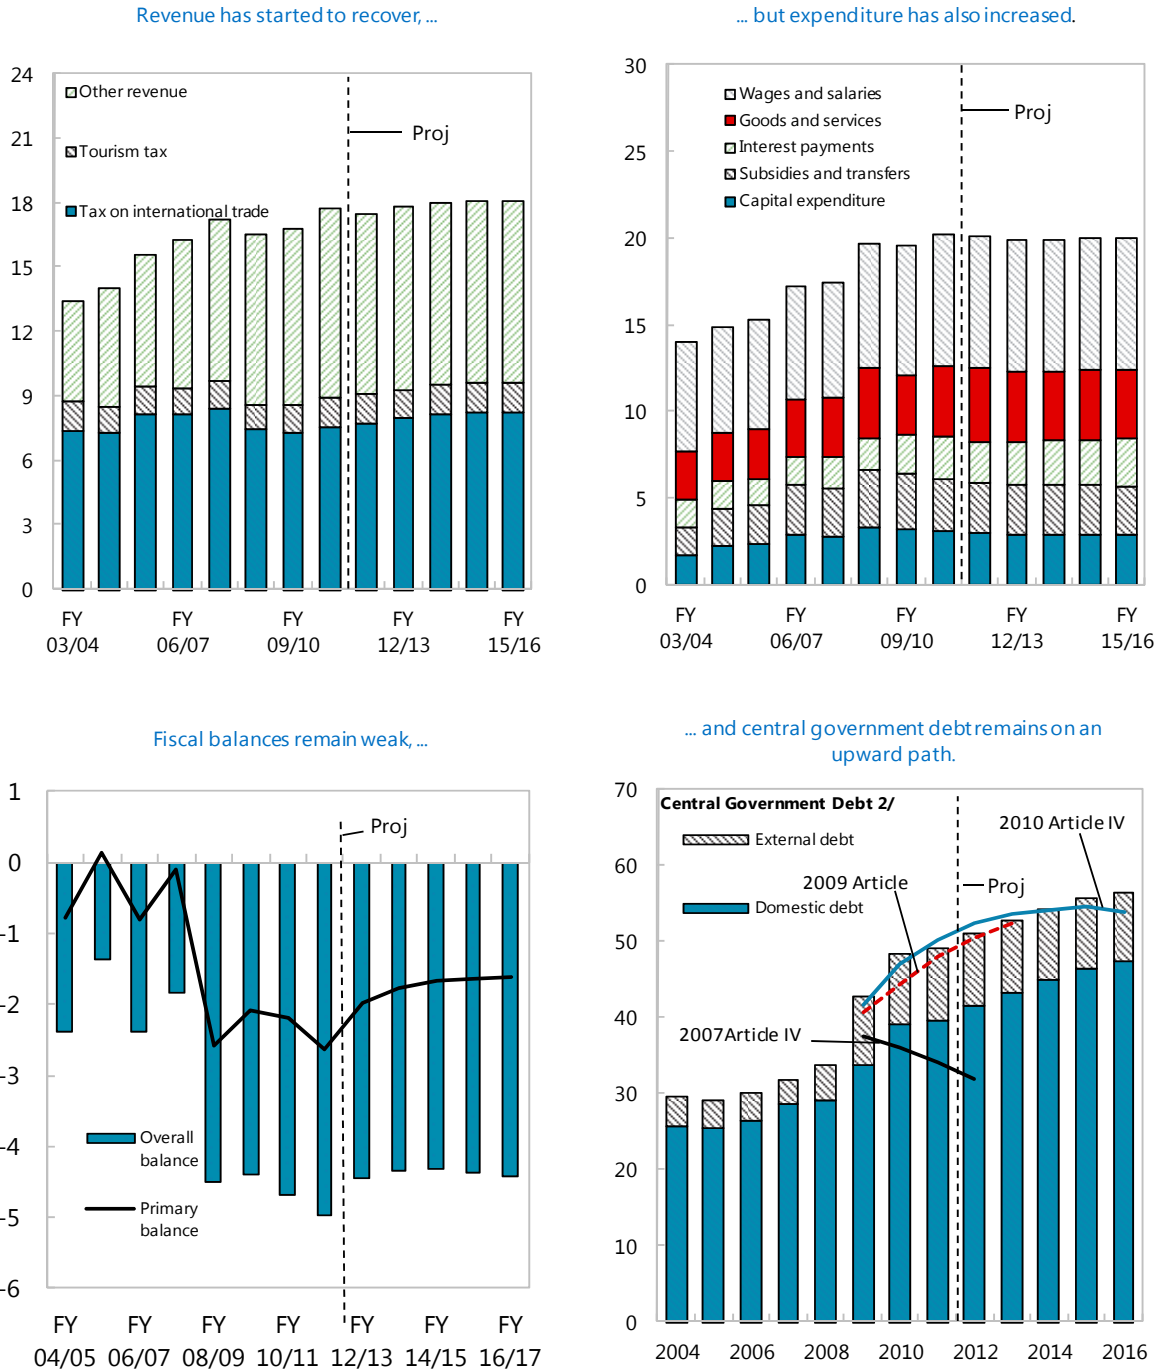 Revenue has started to recover, ...
24
21
18
15
12
9
6
3
0
Other revenue
Tourism tax
Tax on international trade
Proj
FY
03/04
FY
06/07
FY
09/10
FY
12/13
FY
15/16
... but expenditure has also increased.
30
25
20
15
10
5
0
Wages and salaries
Goods and services
Interest payments
Subsidies and transfers
Capital expenditure
Proj
FY
03/04
FY
06/07
FY
09/10
FY
12/13
FY
15/16
Fiscal balances remain weak, ...
1
0
-1
-2
-3
-4
-5
-6
Proj
Overall
balance
Primary
balance
FY
04/05
FY
06/07
FY
08/09
FY
10/11
FY
12/13
FY
14/15
FY
16/17
... and central government debt remains on an
upward path.
70
60
50
40
30
20
10
0
Central Government Debt 2/
External debt
Domestic debt
2010 Article IV
2009 Article
Proj
2007 Article IV
2004
2006
2008
2010
2012
2014
2016